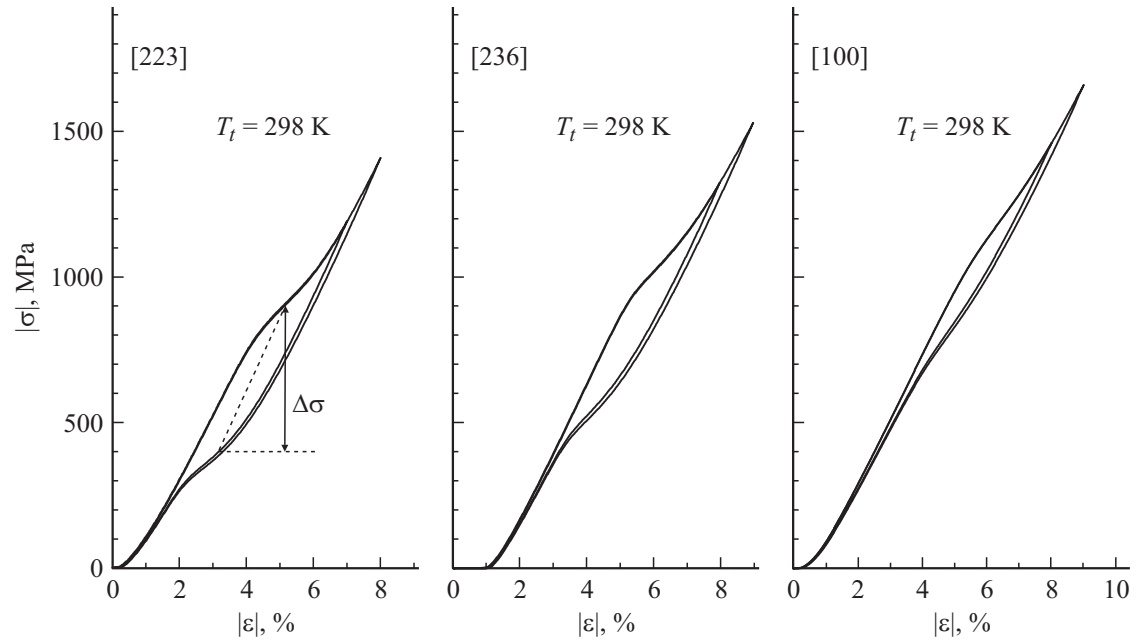 [223]
[236]
[100]
T_t = 298 K
T_t = 298 K
T_t = 298 K
1500
1000
500
0
|σ|, MPa
Δσ
0 2 4 6 8
0 2 4 6 8
0 2 4 6 8 10
|ε|, %
|ε|, %
|ε|, %